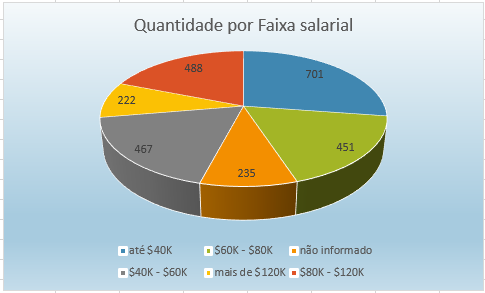 Quantidade por Faixa salarial
488
701
222
467
451
235
até $40K
$60K - $80K
não informado
$40K - $60K
mais de $120K
$80K - $120K